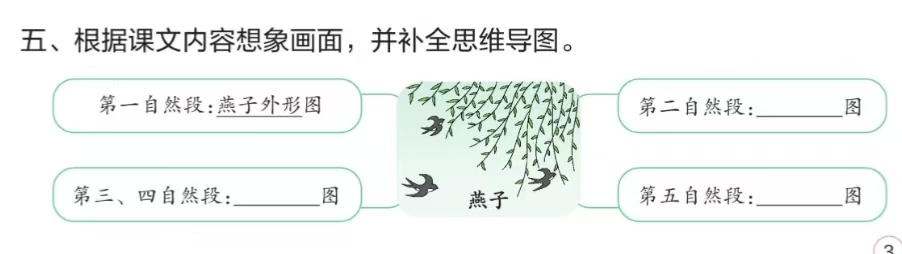 五、根据课文内容想象画面，并补全思维导图。
第一自然段:燕子外形图
第二自然段:________图
第三、四自然段:________图
燕子
第五自然段:________图
3